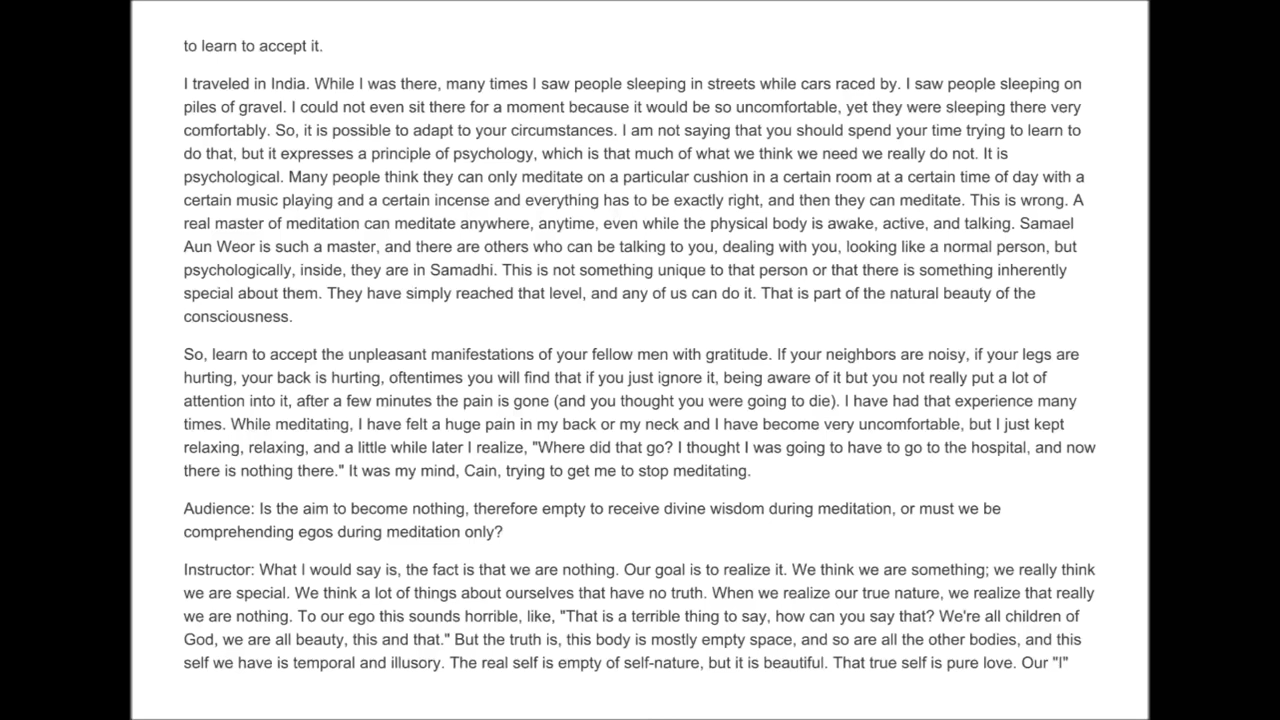 to learn to accept it.
I traveled in India. While I was there, many times I saw people sleeping in streets while cars raced by. I saw people sleeping on
piles of gravel. I could not even sit there for a moment because it would be so uncomfortable, yet they were sleeping there very
comfortably. So, it is possible to adapt to your circumstances. I am not saying that you should spend your time trying to learn to
do that, but it expresses a principle of psychology, which is that much of what we think we need we really do not. It is
psychological. Many people think they can only meditate on a particular cushion in a certain room at a certain time of day with a
certain music playing and a certain incense and everything has to be exactly right, and then they can meditate. This is wrong. A
real master of meditation can meditate anywhere, anytime, even while the physical body is awake, active, and talking. Samael
Aun Weor is such a master, and there are others who can be talking to you, dealing with you, looking like a normal person, but
psychologically, inside, they are in Samadhi. This is not something unique to that person or that there is something inherently
special about them. They have simply reached that level, and any of us can do it. That is part of the natural beauty of the
consciousness.
So, learn to accept the unpleasant manifestations of your fellow men with gratitude. If your neighbors are noisy, if your legs are
hurting, your back is hurting, oftentimes you will find that if you just ignore it, being aware of it but you not really put a lot of
attention into it, after a few minutes the pain is gone (and you thought you were going to die). I have had that experience many
times. While meditating, I have felt a huge pain in my back or my neck and I have become very uncomfortable, but I just kept
relaxing, relaxing, and a little while later I realize, "Where did that go? I thought I was going to have to go to the hospital, and now
there is nothing there." It was my mind, Cain, trying to get me to stop meditating.
Audience: Is the aim to become nothing, therefore empty to receive divine wisdom during meditation, or must we be
comprehending egos during meditation only?
Instructor: What I would say is, the fact is that we are nothing. Our goal is to realize it. We think we are something; we really think
we are special. We think a lot of things about ourselves that have no truth. When we realize our true nature, we realize that really
we are nothing. To our ego this sounds horrible, like, "That is a terrible thing to say, how can you say that? We're all children of
God, we are all beauty, this and that." But the truth is, this body is mostly empty space, and so are all the other bodies, and this
self we have is temporal and illusory. The real self is empty of self-nature, but it is beautiful. That true self is pure love. Our "I"